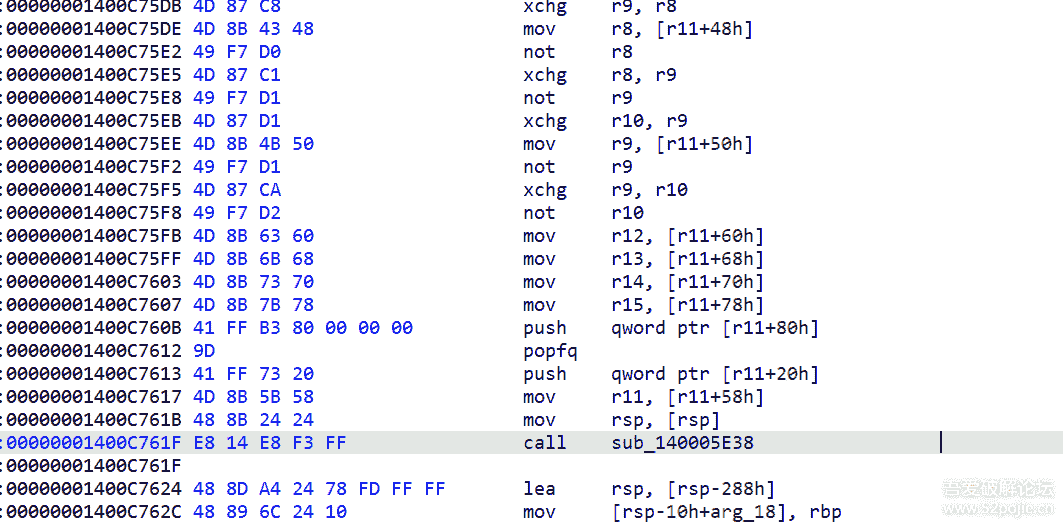 :00000001400C75DB 4D 87 C8 xchg r9, r8
:00000001400C75DE 4D 8B 43 48 mov r8, [r11+48h]
:00000001400C75E2 49 F7 D0 not r8
:00000001400C75E5 4D 87 C1 xchg r8, r9
:00000001400C75E8 49 F7 D1 not r9
:00000001400C75EB 4D 87 D1 xchg r10, r9
:00000001400C75EE 4D 8B 4B 50 mov r9, [r11+50h]
:00000001400C75F2 49 F7 D1 not r9
:00000001400C75F5 4D 87 CA xchg r9, r10
:00000001400C75F8 49 F7 D2 not r10
:00000001400C75FB 4D 8B 63 60 mov r12, [r11+60h]
:00000001400C75FF 4D 8B 6B 68 mov r13, [r11+68h]
:00000001400C7603 4D 8B 73 70 mov r14, [r11+70h]
:00000001400C7607 4D 8B 7B 78 mov r15, [r11+78h]
:00000001400C760B 41 FF B3 80 00 00 00 push qword ptr [r11+80h]
:00000001400C7612 9D popfq
:00000001400C7613 41 FF 73 20 push qword ptr [r11+20h]
:00000001400C7617 4D 8B 5B 58 mov r11, [r11+58h]
:00000001400C761B 48 8B 24 24 mov rsp, [rsp]
:00000001400C761F E8 14 E8 F3 FF call sub_140005E38
:00000001400C761F
:00000001400C7624 48 8D A4 24 78 FD FF FF lea rsp, [rsp-288h]
:00000001400C762C 48 89 6C 24 10 mov [rsp-10h+arg_18], rbp
吾爱破解论坛
www.52pojie.cn